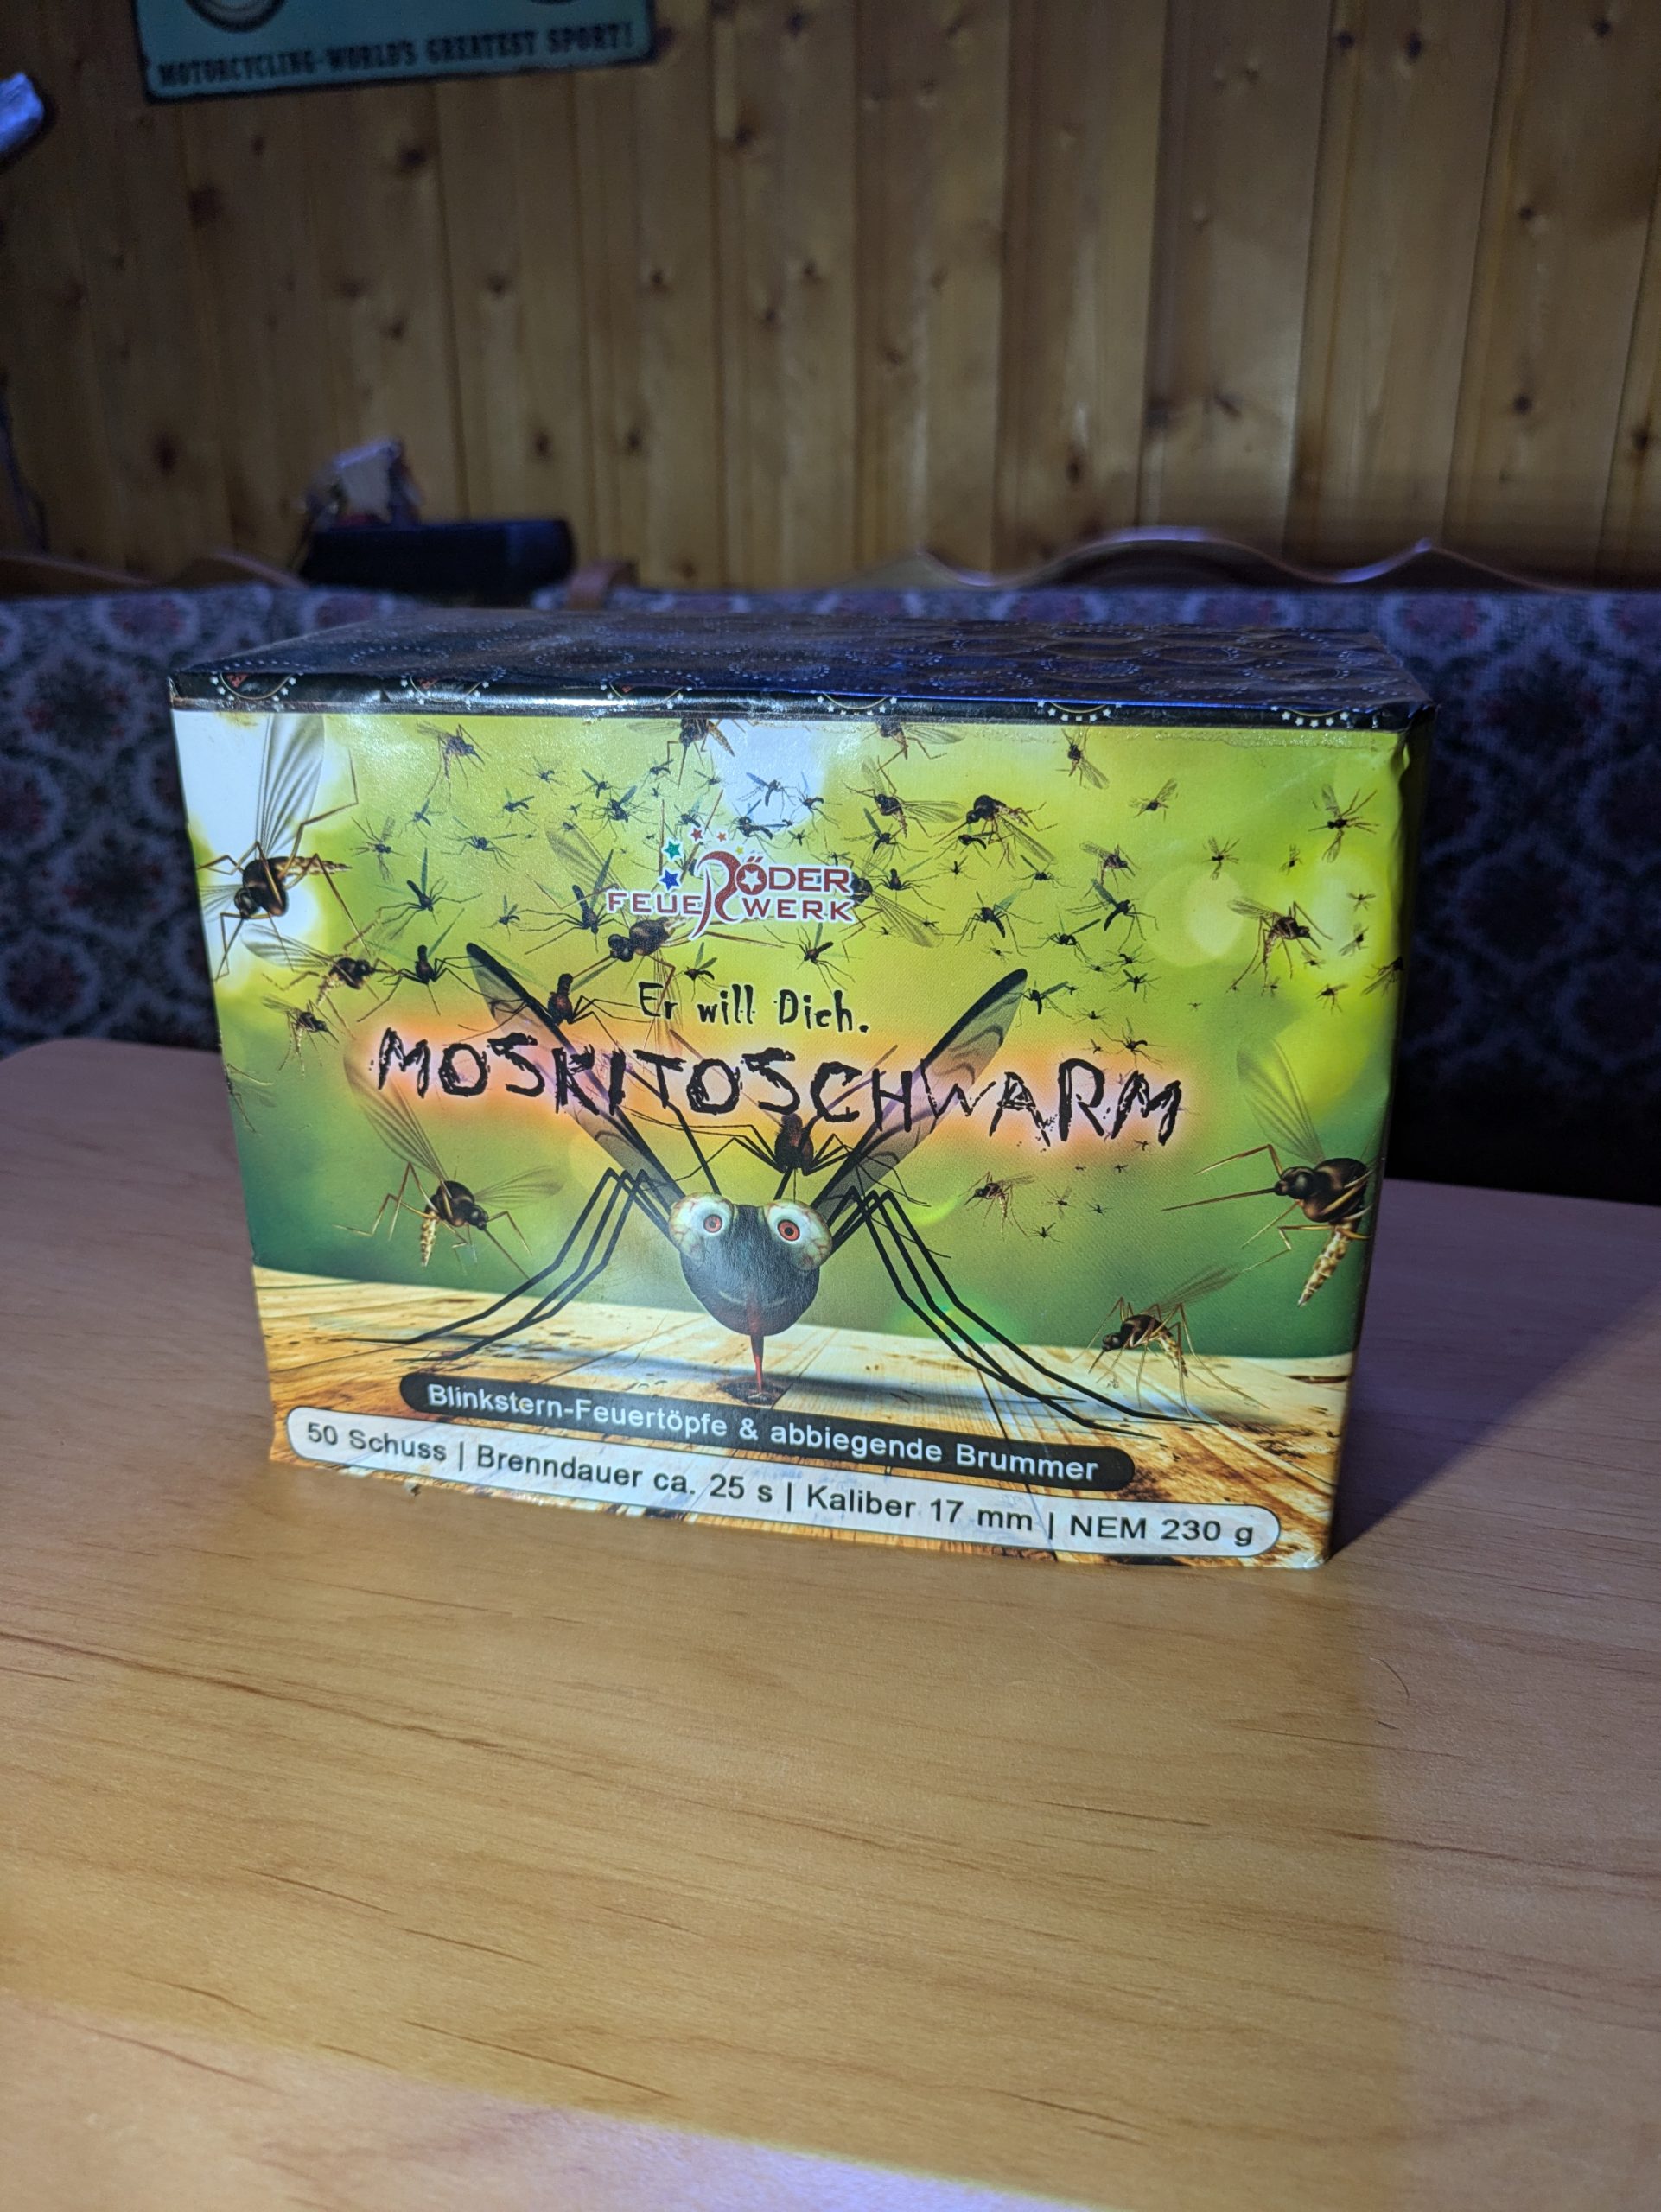 MOTORCYCLING-WORLD'S GREATEST SPORT!
RÖDER
FEUERWERK
Er will Dich.
MOSKITOSCHWARM
Blinkstern-Feuertöpfe & abbiegende Brummer
50 Schuss | Brenndauer ca. 25 s | Kaliber 17 mm | NEM 230 g